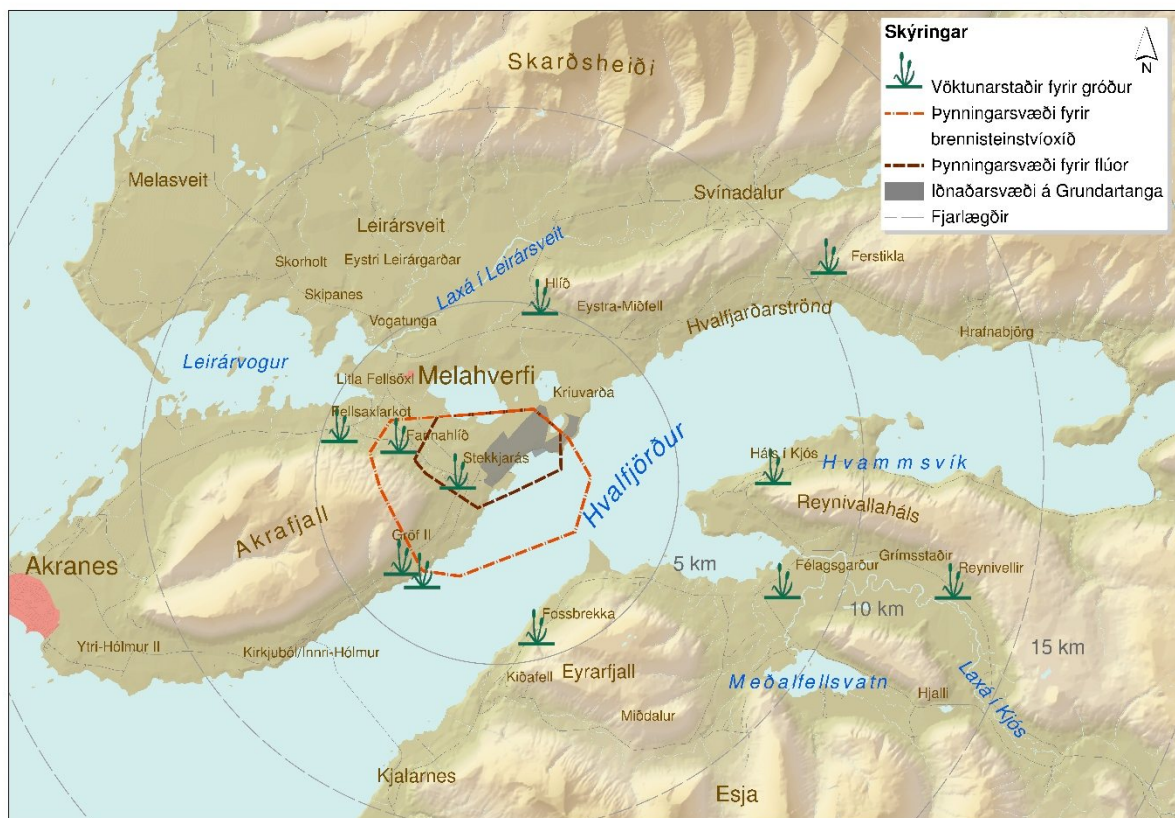 Skýringar
N
Vöktunarstaðir fyrir gróður
Þynningarsvæði fyrir
brennisteinstvíoxíð
Þynningarsvæði fyrir flúor
Iðnaðarsvæði á Grundartanga
Fjarlægðir
Skarðsheiði
Melasveit
Svínadalur
Leirársveit
Skorholt
Eystri Leirárgarðar
Laxá í Leirársveit
Ferstikla
Hlíð
Skipanes
Eystra-Miðfell
Vogatunga
Hvalfjarðarströnd
Hrafnabjörg
Leirárvogur
Litla Fellsöxl
Melahverfi
Kríuvarða
Fellsaxlarkot
Fannahlíð
Stekkjarás
Hvalfjörður
Háls í Kjós
Hvammsvík
Reynivallaháls
Akrafjall
Gröf II
Akranes
5 km
Félagsgarður
Grímsstaðir
Reynivellir
10 km
Fossbrekka
Ytri-Hólmur II
Kirkjuból/Innri-Hólmur
15 km
Kiðafell
Eyrarfjall
Meðalfellsvatn
Hjalli
Laxá í Kjós
Miðdalur
Kjalarnes
Esja